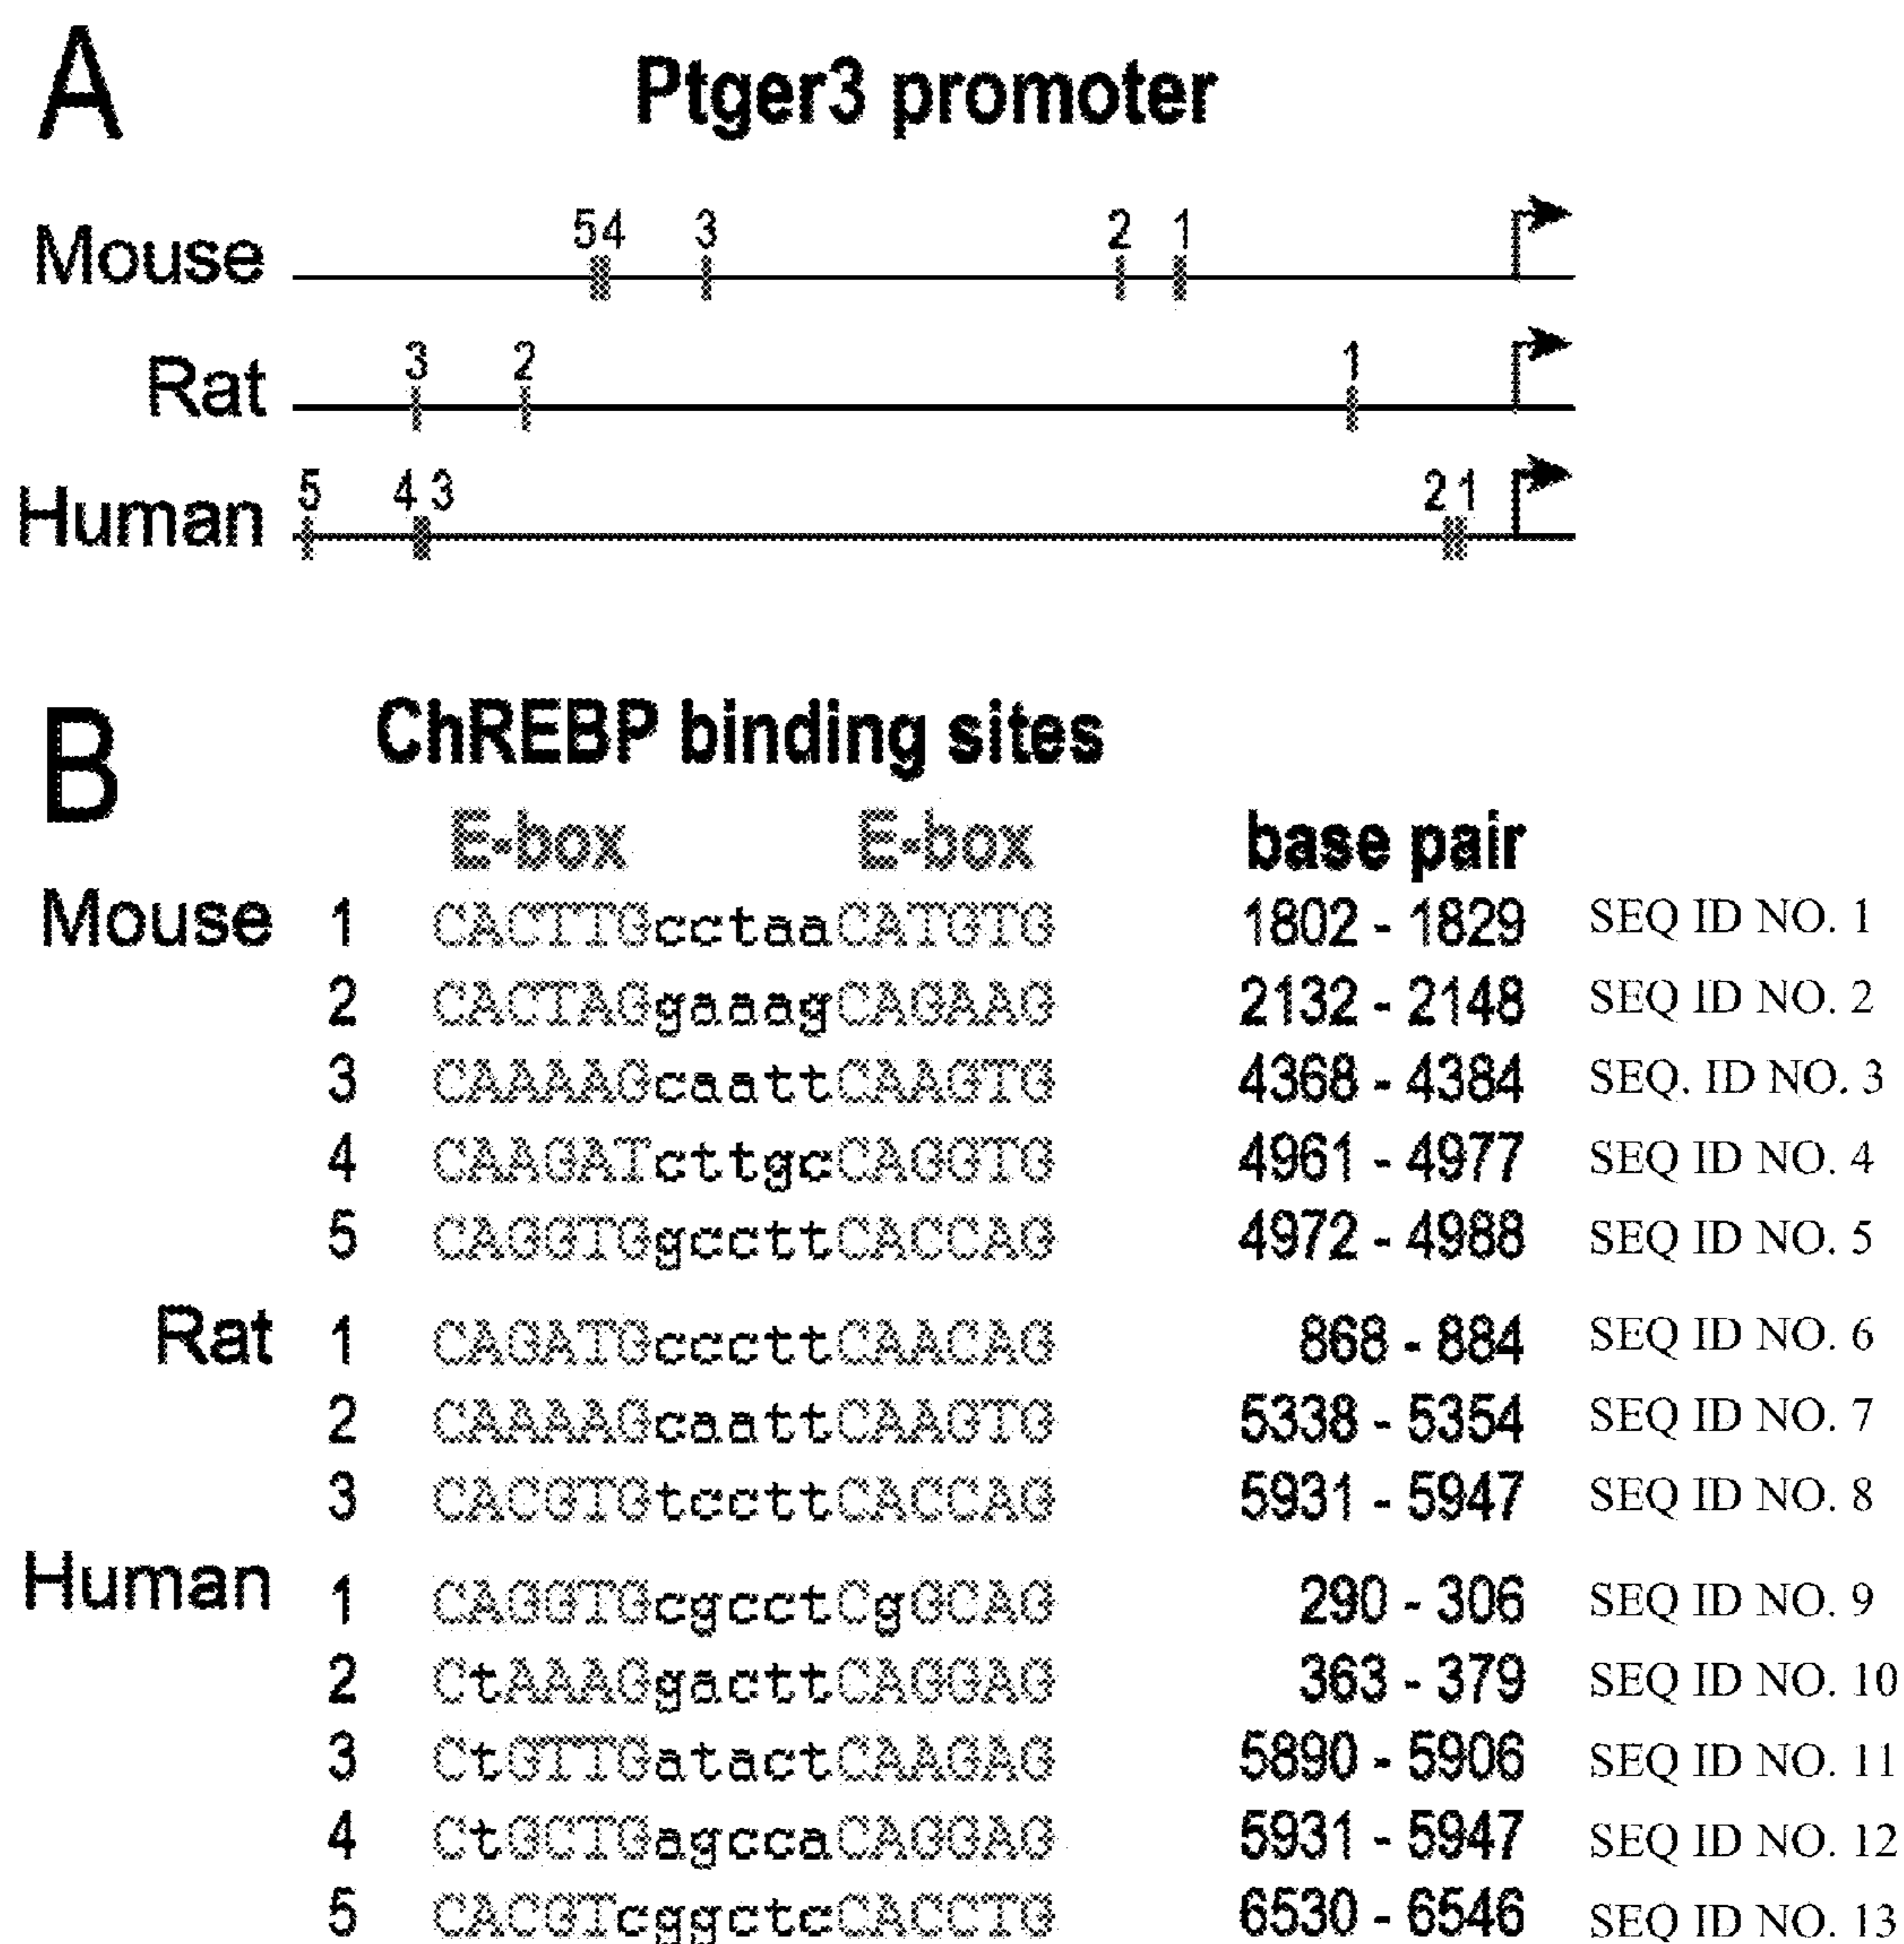 A
Ptger3 promoter
Mouse 54 3 2 1
Rat 3 2 1
Human 5 4 3 2 1
B
ChREBP binding sites
E-box E-box base pair
Mouse 1 CACTTGcctaaCATGTG 1802 - 1829 SEQ ID NO. 1
2 CACTAGgaaagCAGAAG 2132 - 2148 SEQ ID NO. 2
3 CAAAAGcaattCAAGTG 4368 - 4384 SEQ. ID NO. 3
4 CAAGATcttgcCAGGTG 4961 - 4977 SEQ ID NO. 4
5 CAGGTGgccttCACCAG 4972 - 4988 SEQ ID NO. 5
Rat 1 CAGATGcccttCAACAG 868 - 884 SEQ ID NO. 6
2 CAAAAGcaattCAAGTG 5338 - 5354 SEQ ID NO. 7
3 CACGTGtccttCACCAG 5931 - 5947 SEQ ID NO. 8
Human 1 CAGGTGcgcctCgGCAG 290 - 306 SEQ ID NO. 9
2 CtAAAGgacttCAGGAG 363 - 379 SEQ ID NO. 10
3 CtGTTGatactCAAGAG 5890 - 5906 SEQ ID NO. 11
4 CtGCTGagccaCAGGAG 5931 - 5947 SEQ ID NO. 12
5 CACGTcggctcCACCTG 6530 - 6546 SEQ ID NO. 13